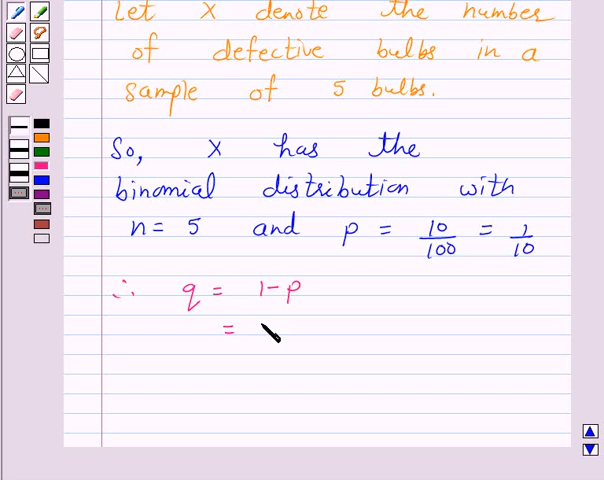 Let X denote the number
of defective bulbs in a
sample of 5 bulbs.
So, X has the
binomial distribution with
n = 5 and p = 10/100 = 1/10
∴ q = 1-p
=